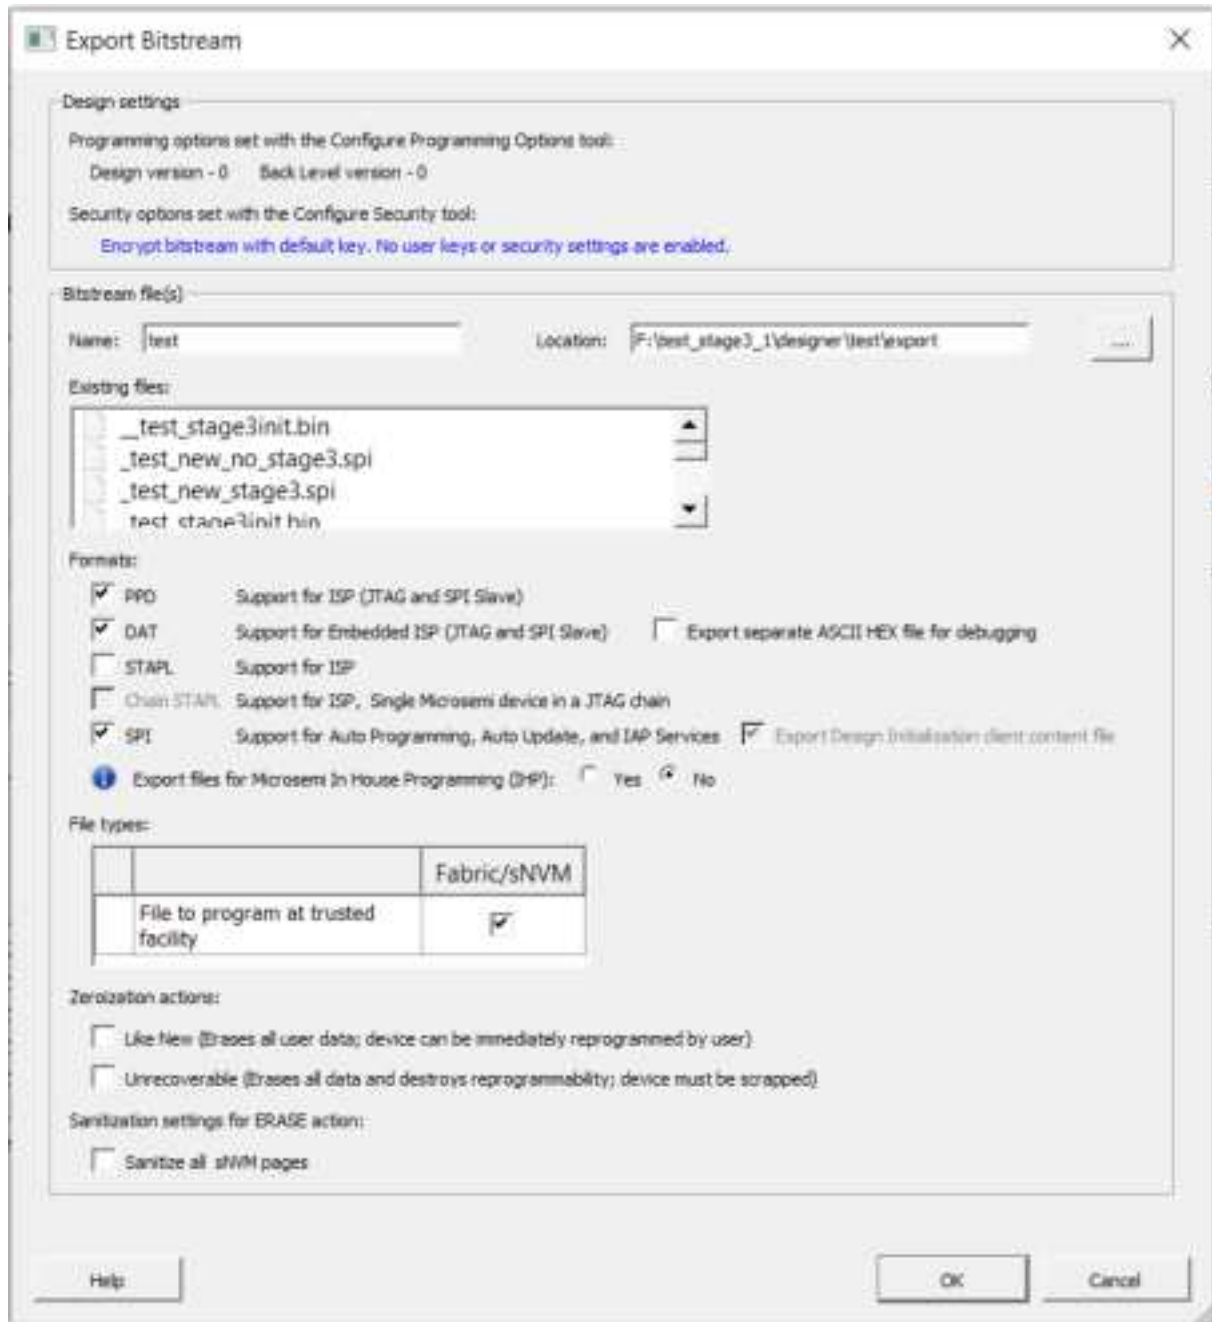 Export Bitstream
Design settings
Programming options set with the Configure Programming Options tool:
Design version - 0 Back Level version - 0
Security options set with the Configure Security tool:
Encrypt bitstream with default key. No user keys or security settings are enabled.
Bitstream file(s)
Name: test Location: F:\test_stage3_1\designer\test\export ...
Existing files:
__test_stage3init.bin
_test_new_no_stage3.spi
_test_new_stage3.spi
test_stage3init.bin
Formats:
PPD Support for ISP (JTAG and SPI Slave)
DAT Support for Embedded ISP (JTAG and SPI Slave) Export separate ASCII HEX file for debugging
STAPL Support for ISP
Chain STAPL Support for ISP, Single Microsemi device in a JTAG chain
SPI Support for Auto Programming, Auto Update, and IAP Services Export Design Initialization client content file
Export files for Microsemi In House Programming (IHP): Yes No
File types:
Fabric/sNVM
File to program at trusted
facility
Zeroization actions:
Like New (Erases all user data; device can be immediately reprogrammed by user)
Unrecoverable (Erases all data and destroys reprogrammability; device must be scrapped)
Sanitization settings for ERASE action:
Sanitize all sNVM pages
Help OK Cancel